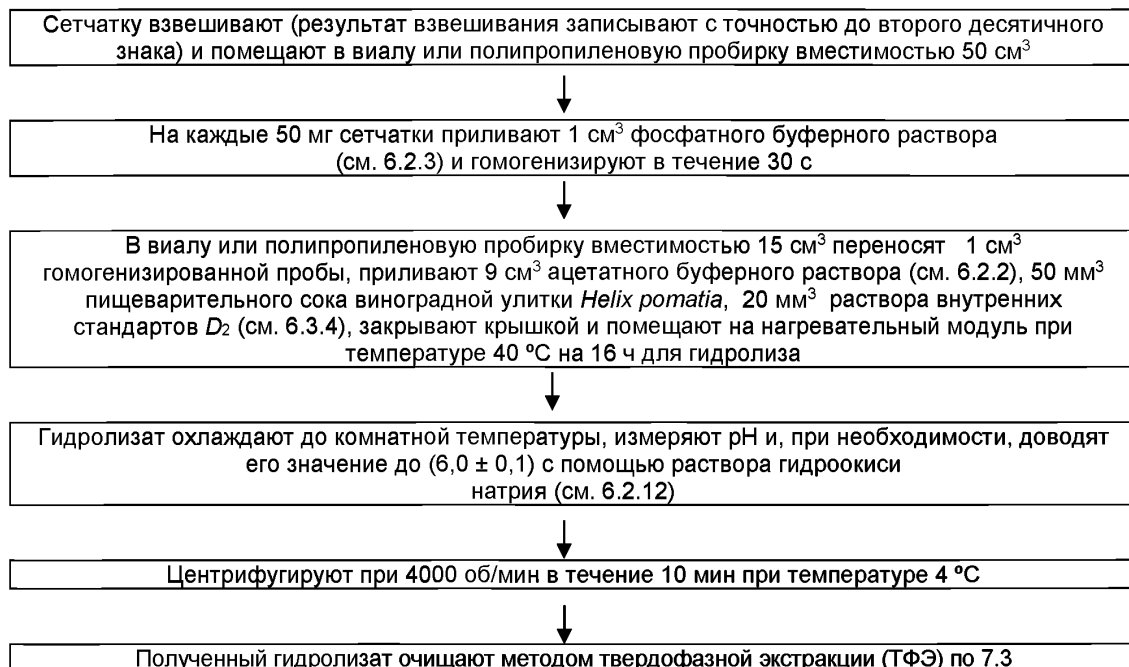 Сетчатку взвешивают (результат взвешивания записывают с точностью до второго десятичного
знака) и помещают в виалу или полипропиленовую пробирку вместимостью 50 см³
На каждые 50 мг сетчатки приливают 1 см³ фосфатного буферного раствора
(см. 6.2.3) и гомогенизируют в течение 30 с
В виалу или полипропиленовую пробирку вместимостью 15 см³ переносят 1 см³
гомогенизированной пробы, приливают 9 см³ ацетатного буферного раствора (см. 6.2.2), 50 мм³
пищеварительного сока виноградной улитки Helix pomatia, 20 мм³ раствора внутренних
стандартов D₂ (см. 6.3.4), закрывают крышкой и помещают на нагревательный модуль при
температуре 40 ºС на 16 ч для гидролиза
Гидролизат охлаждают до комнатной температуры, измеряют рН и, при необходимости, доводят
его значение до (6,0 ± 0,1) с помощью раствора гидроокиси
натрия (см. 6.2.12)
Центрифугируют при 4000 об/мин в течение 10 мин при температуре 4 ºС
Полученный гидролизат очищают методом твердофазной экстракции (ТФЭ) по 7.3